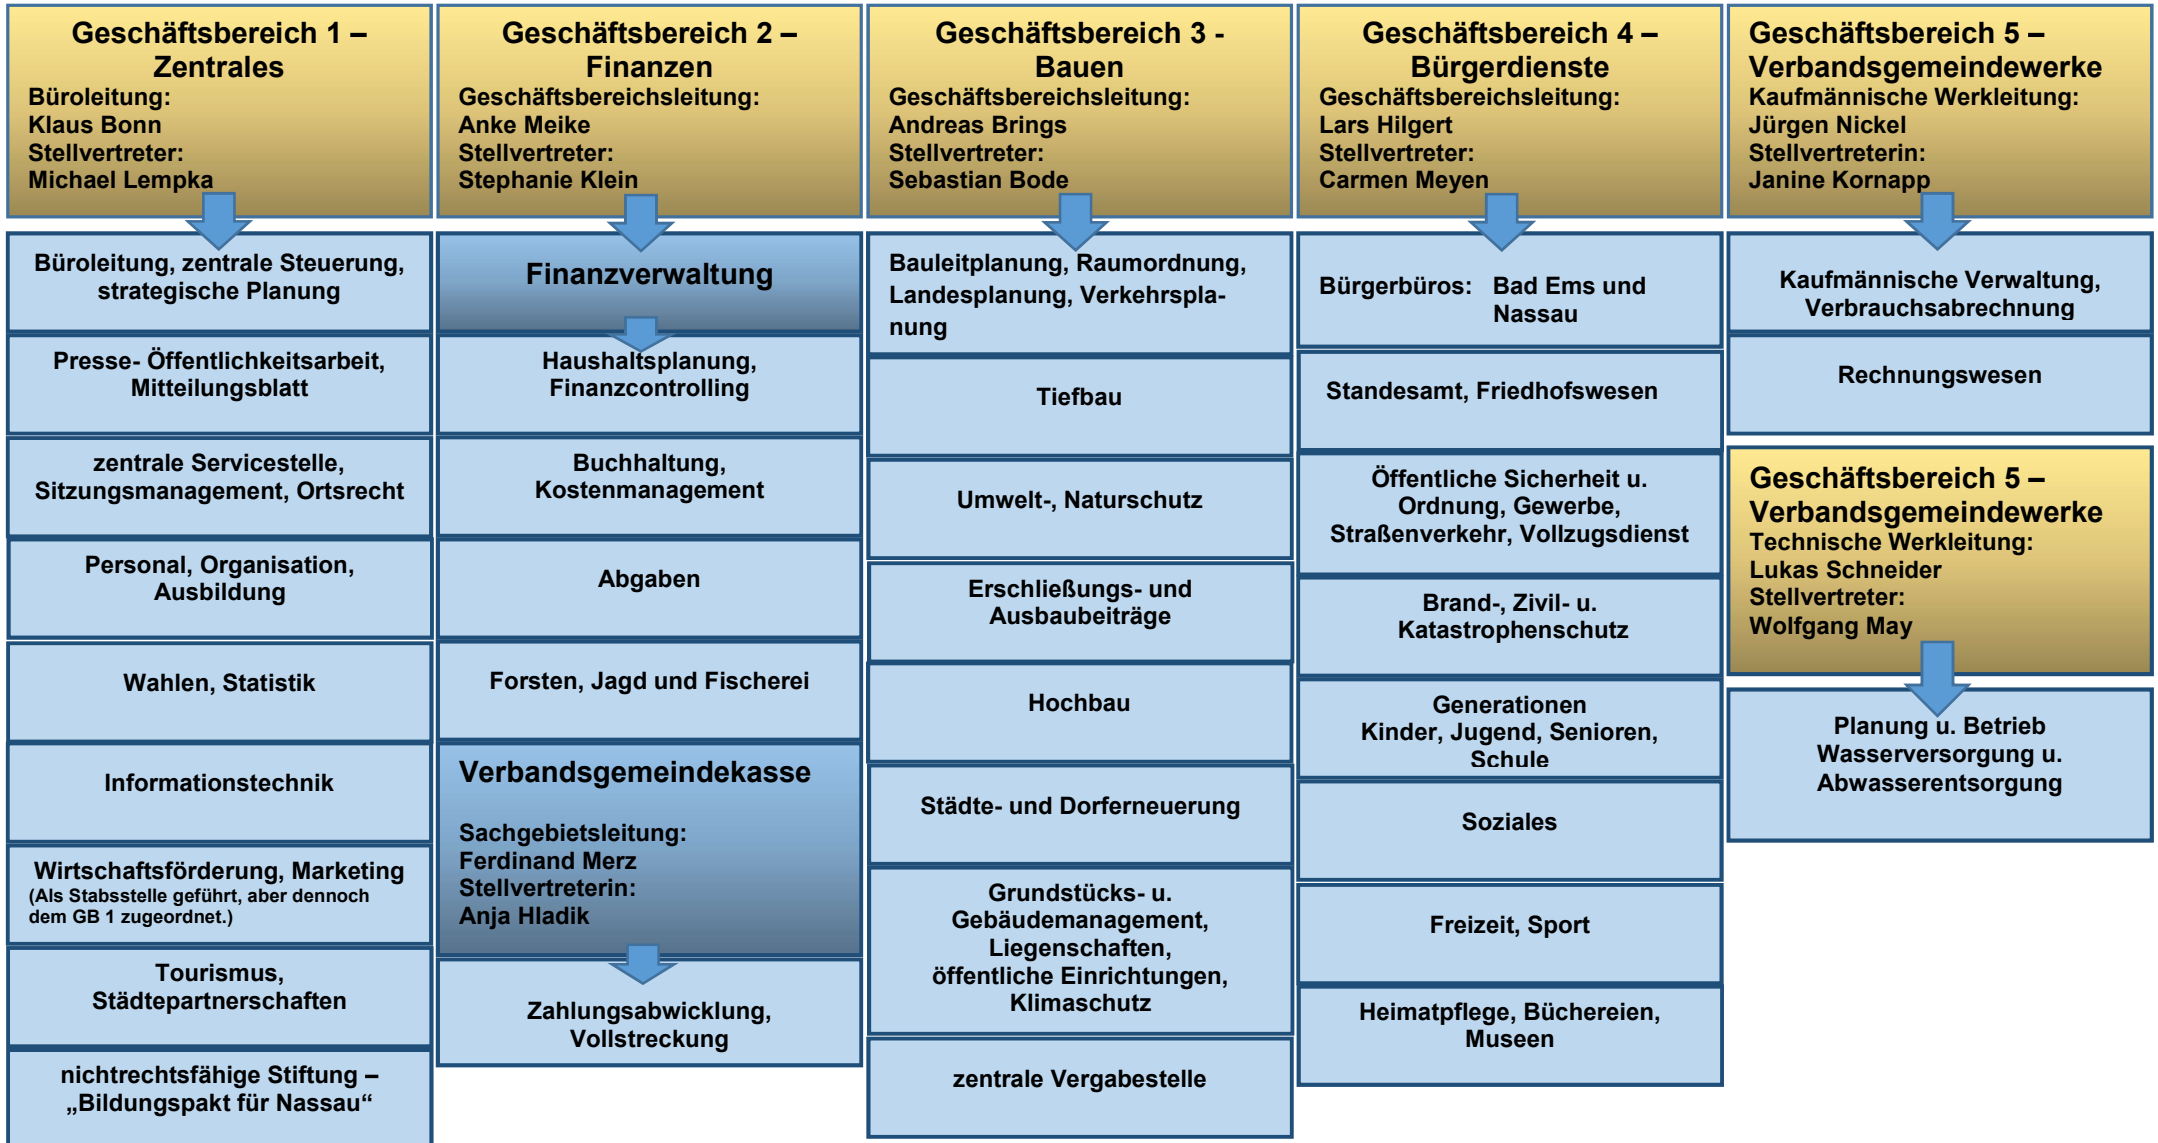 Geschäftsbereich 1 –
Zentrales
Büroleitung:
Klaus Bonn
Stellvertreter:
Michael Lempka
Büroleitung, zentrale Steuerung,
strategische Planung
Presse- Öffentlichkeitsarbeit,
Mitteilungsblatt
zentrale Servicestelle,
Sitzungsmanagement, Ortsrecht
Personal, Organisation,
Ausbildung
Wahlen, Statistik
Informationstechnik
Wirtschaftsförderung, Marketing
(Als Stabsstelle geführt, aber dennoch
dem GB 1 zugeordnet.)
Tourismus,
Städtepartnerschaften
nichtrechtsfähige Stiftung –
„Bildungspakt für Nassau“
Geschäftsbereich 2 –
Finanzen
Geschäftsbereichsleitung:
Anke Meike
Stellvertreter:
Stephanie Klein
Finanzverwaltung
Haushaltsplanung,
Finanzcontrolling
Buchhaltung,
Kostenmanagement
Abgaben
Forsten, Jagd und Fischerei
Verbandsgemeindekasse
Sachgebietsleitung:
Ferdinand Merz
Stellvertreterin:
Anja Hladik
Zahlungsabwicklung,
Vollstreckung
Geschäftsbereich 3 -
Bauen
Geschäftsbereichsleitung:
Andreas Brings
Stellvertreter:
Sebastian Bode
Bauleitplanung, Raumordnung,
Landesplanung, Verkehrspla-
nung
Tiefbau
Umwelt-, Naturschutz
Erschließungs- und
Ausbaubeiträge
Hochbau
Städte- und Dorferneuerung
Grundstücks- u.
Gebäudemanagement,
Liegenschaften,
öffentliche Einrichtungen,
Klimaschutz
zentrale Vergabestelle
Geschäftsbereich 4 –
Bürgerdienste
Geschäftsbereichsleitung:
Lars Hilgert
Stellvertreter:
Carmen Meyen
Bürgerbüros: Bad Ems und
Nassau
Standesamt, Friedhofswesen
Öffentliche Sicherheit u.
Ordnung, Gewerbe,
Straßenverkehr, Vollzugsdienst
Brand-, Zivil- u.
Katastrophenschutz
Generationen
Kinder, Jugend, Senioren,
Schule
Soziales
Freizeit, Sport
Heimatpflege, Büchereien,
Museen
Geschäftsbereich 5 –
Verbandsgemeindewerke
Kaufmännische Werkleitung:
Jürgen Nickel
Stellvertreterin:
Janine Kornapp
Kaufmännische Verwaltung,
Verbrauchsabrechnung
Rechnungswesen
Geschäftsbereich 5 –
Verbandsgemeindewerke
Technische Werkleitung:
Lukas Schneider
Stellvertreter:
Wolfgang May
Planung u. Betrieb
Wasserversorgung u.
Abwasserentsorgung